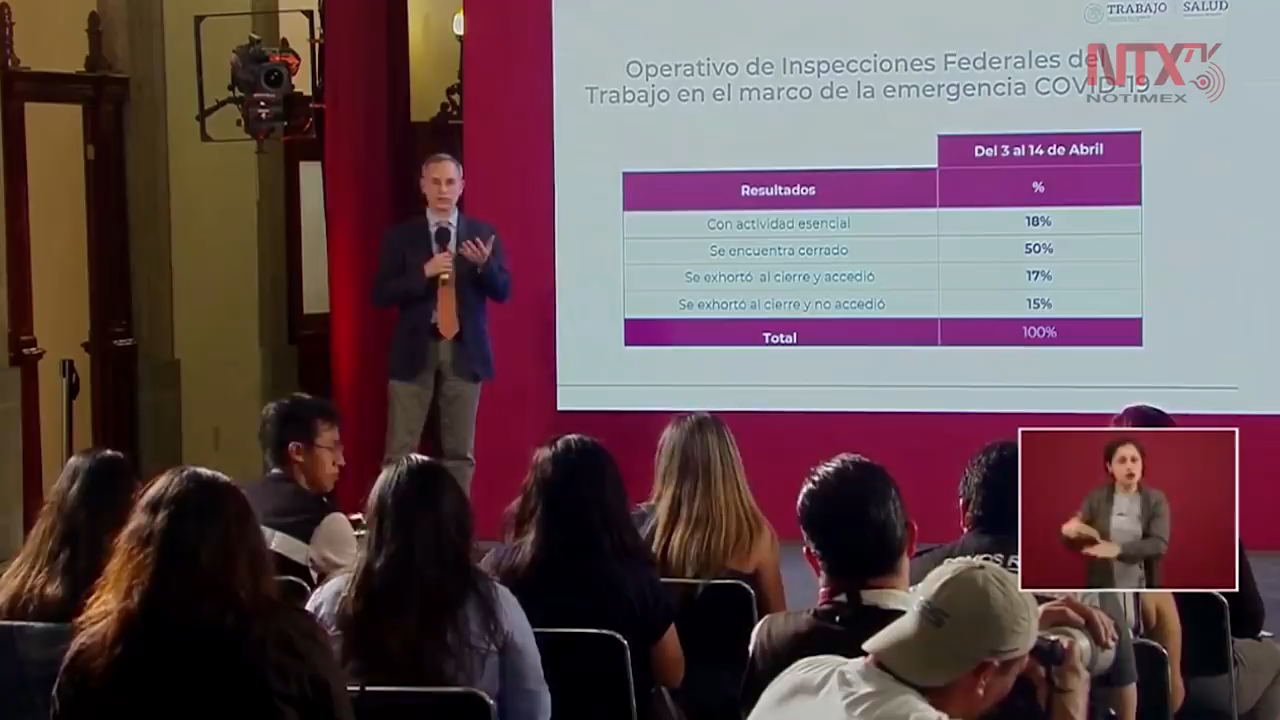 TRABAJO SALUD
NTX TV
NOTIMEX
Operativo de Inspecciones Federales del
Trabajo en el marco de la emergencia COVID-19
Del 3 al 14 de Abril
Resultados %
Con actividad esencial 18%
Se encuentra cerrado 50%
Se exhortó al cierre y accedió 17%
Se exhortó al cierre y no accedió 15%
Total 100%